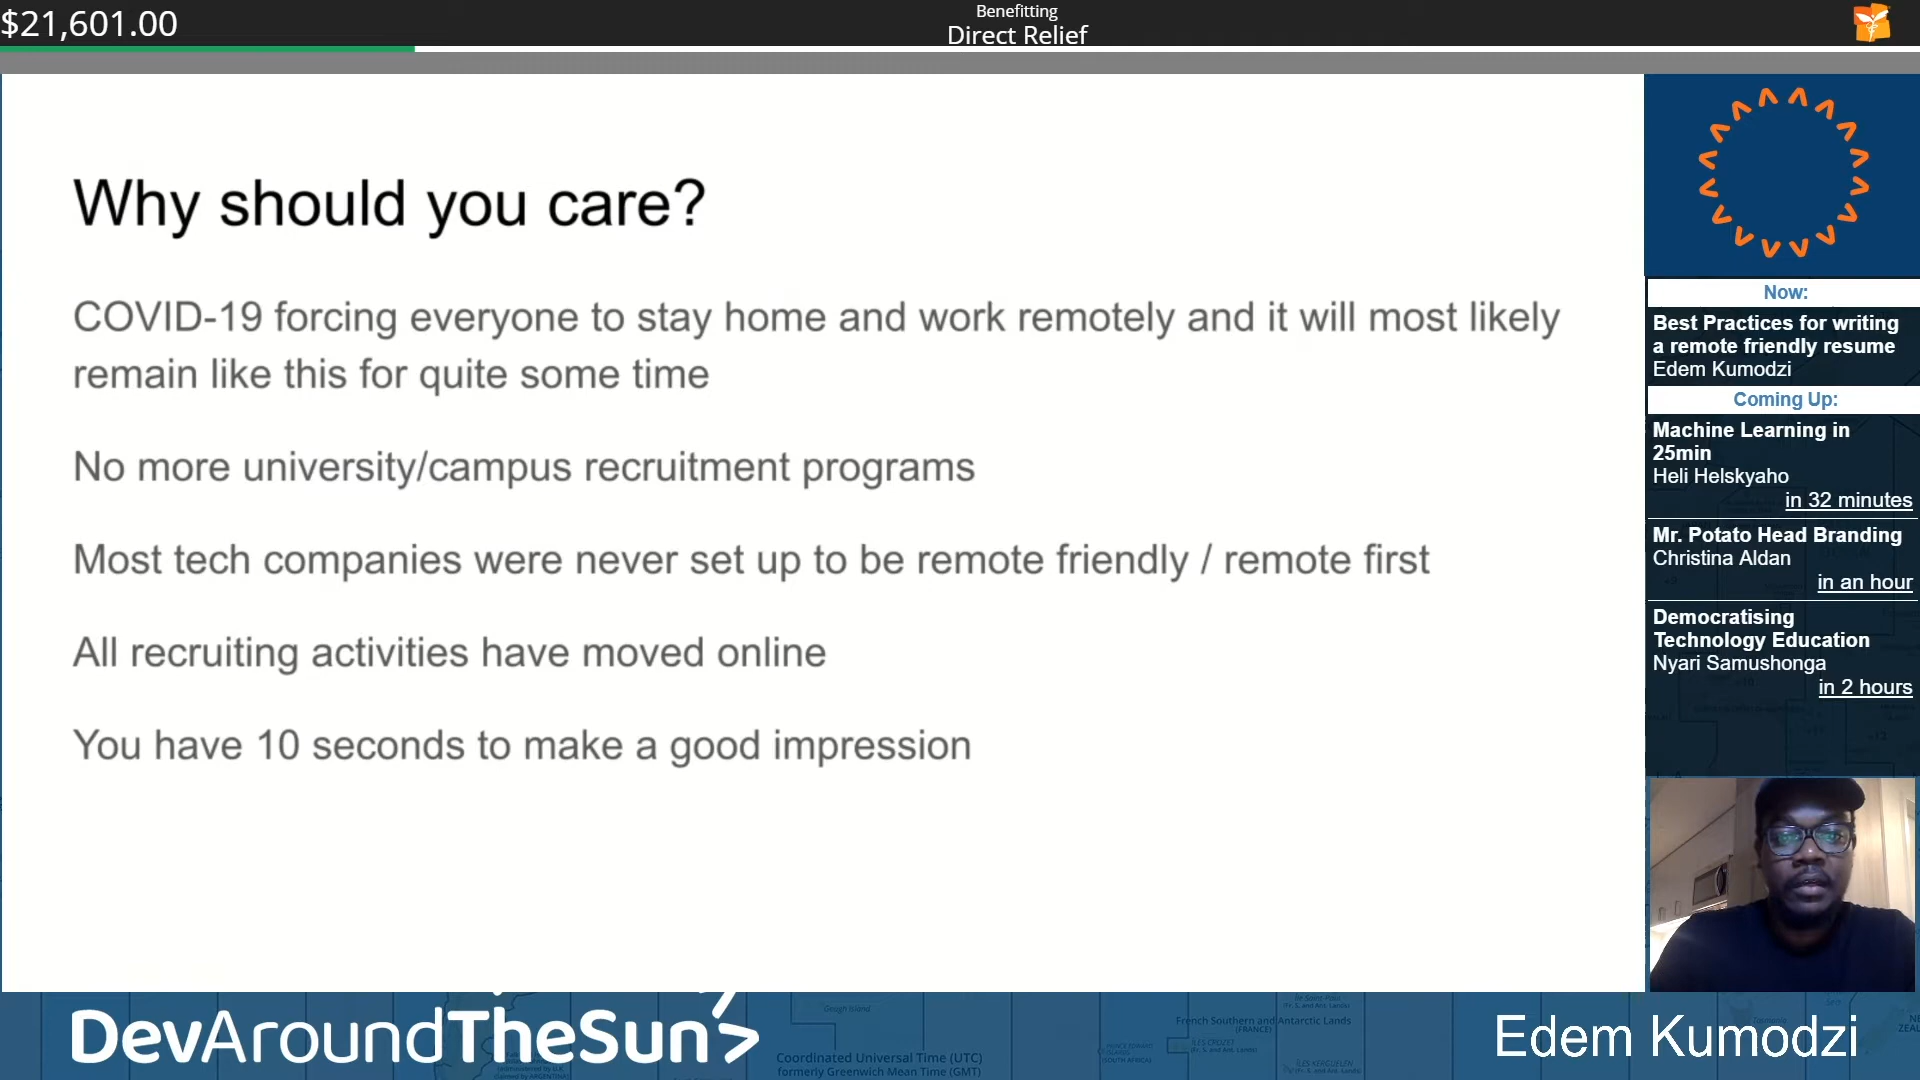 $21,601.00
Benefitting
Direct Relief
Why should you care?
COVID-19 forcing everyone to stay home and work remotely and it will most likely
remain like this for quite some time
No more university/campus recruitment programs
Most tech companies were never set up to be remote friendly / remote first
All recruiting activities have moved online
You have 10 seconds to make a good impression
Now:
Best Practices for writing
a remote friendly resume
Edem Kumodzi
Coming Up:
Machine Learning in
25min
Heli Helskyaho
in 32 minutes
Mr. Potato Head Branding
Christina Aldan
in an hour
Democratising
Technology Education
Nyari Samushonga
in 2 hours
DevAroundTheSun
Gough Island
Coordinated Universal Time (UTC)
formerly Greenwich Mean Time (GMT)
French Southern and Antarctic Lands
(FRANCE)
Edem Kumodzi